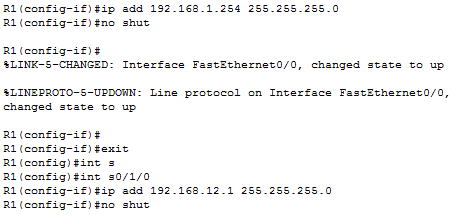 R1(config-if)#ip add 192.168.1.254 255.255.255.0
R1(config-if)#no shut

R1(config-if)#
%LINK-5-CHANGED: Interface FastEthernet0/0, changed state to up

%LINEPROTO-5-UPDOWN: Line protocol on Interface FastEthernet0/0,
changed state to up

R1(config-if)#
R1(config-if)#exit
R1(config)#int s
R1(config)#int s0/1/0
R1(config-if)#ip add 192.168.12.1 255.255.255.0
R1(config-if)#no shut